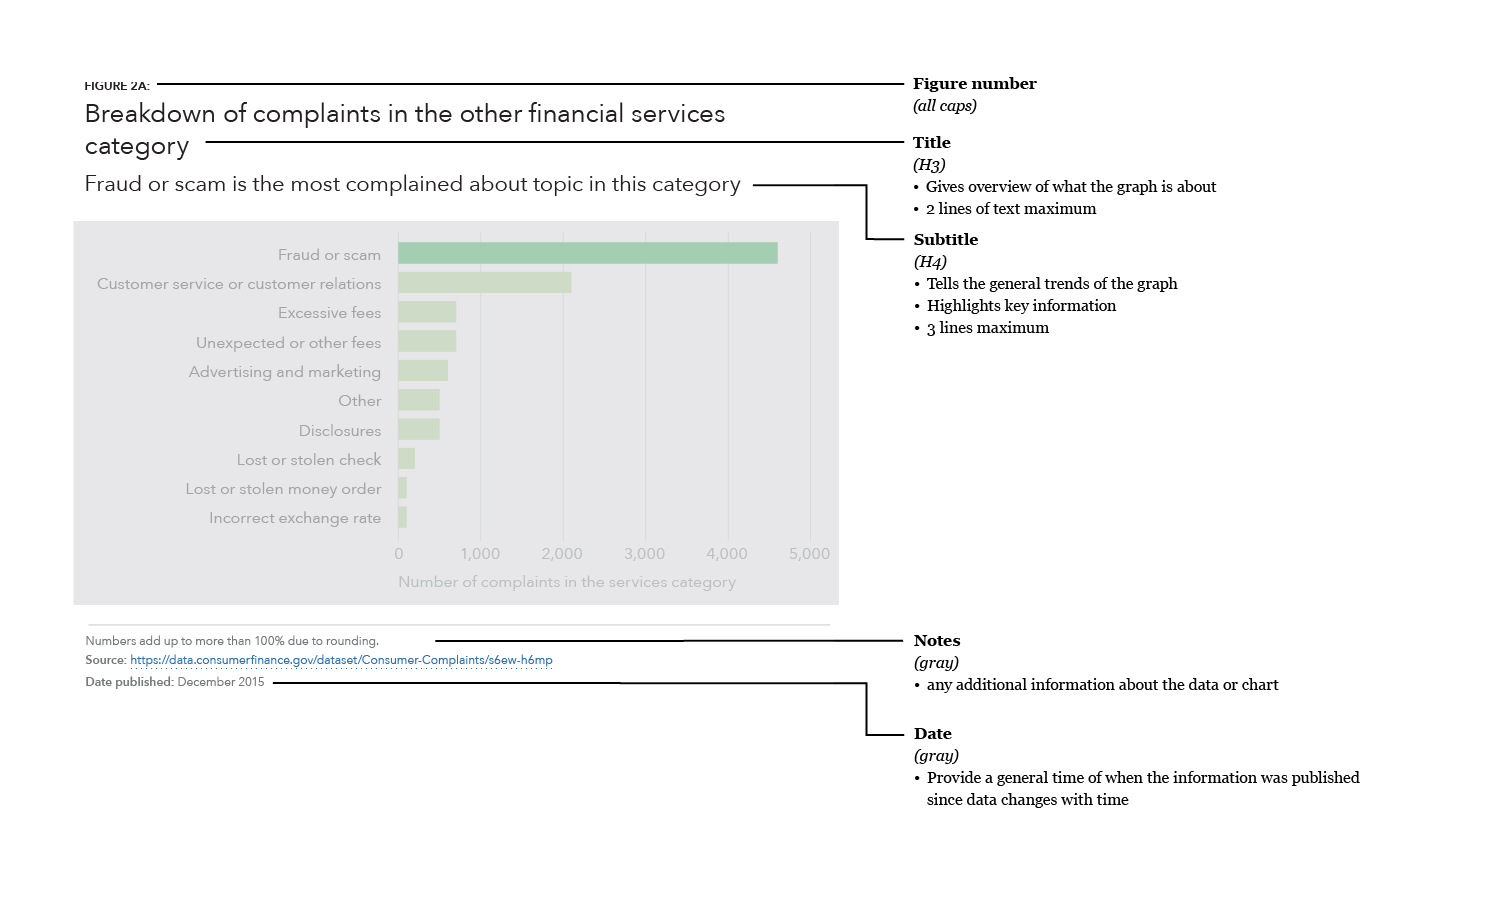 FIGURE 2A:
Breakdown of complaints in the other financial services
category
Fraud or scam is the most complained about topic in this category
Fraud or scam
Customer service or customer relations
Excessive fees
Unexpected or other fees
Advertising and marketing
Other
Disclosures
Lost or stolen check
Lost or stolen money order
Incorrect exchange rate
0 1,000 2,000 3,000 4,000 5,000
Number of complaints in the services category
Numbers add up to more than 100% due to rounding.
Source: https://data.consumerfinance.gov/dataset/Consumer-Complaints/s6ew-h6mp
Date published: December 2015
Figure number
(all caps)
Title
(H3)
• Gives overview of what the graph is about
• 2 lines of text maximum
Subtitle
(H4)
• Tells the general trends of the graph
• Highlights key information
• 3 lines maximum
Notes
(gray)
• any additional information about the data or chart
Date
(gray)
• Provide a general time of when the information was published
since data changes with time